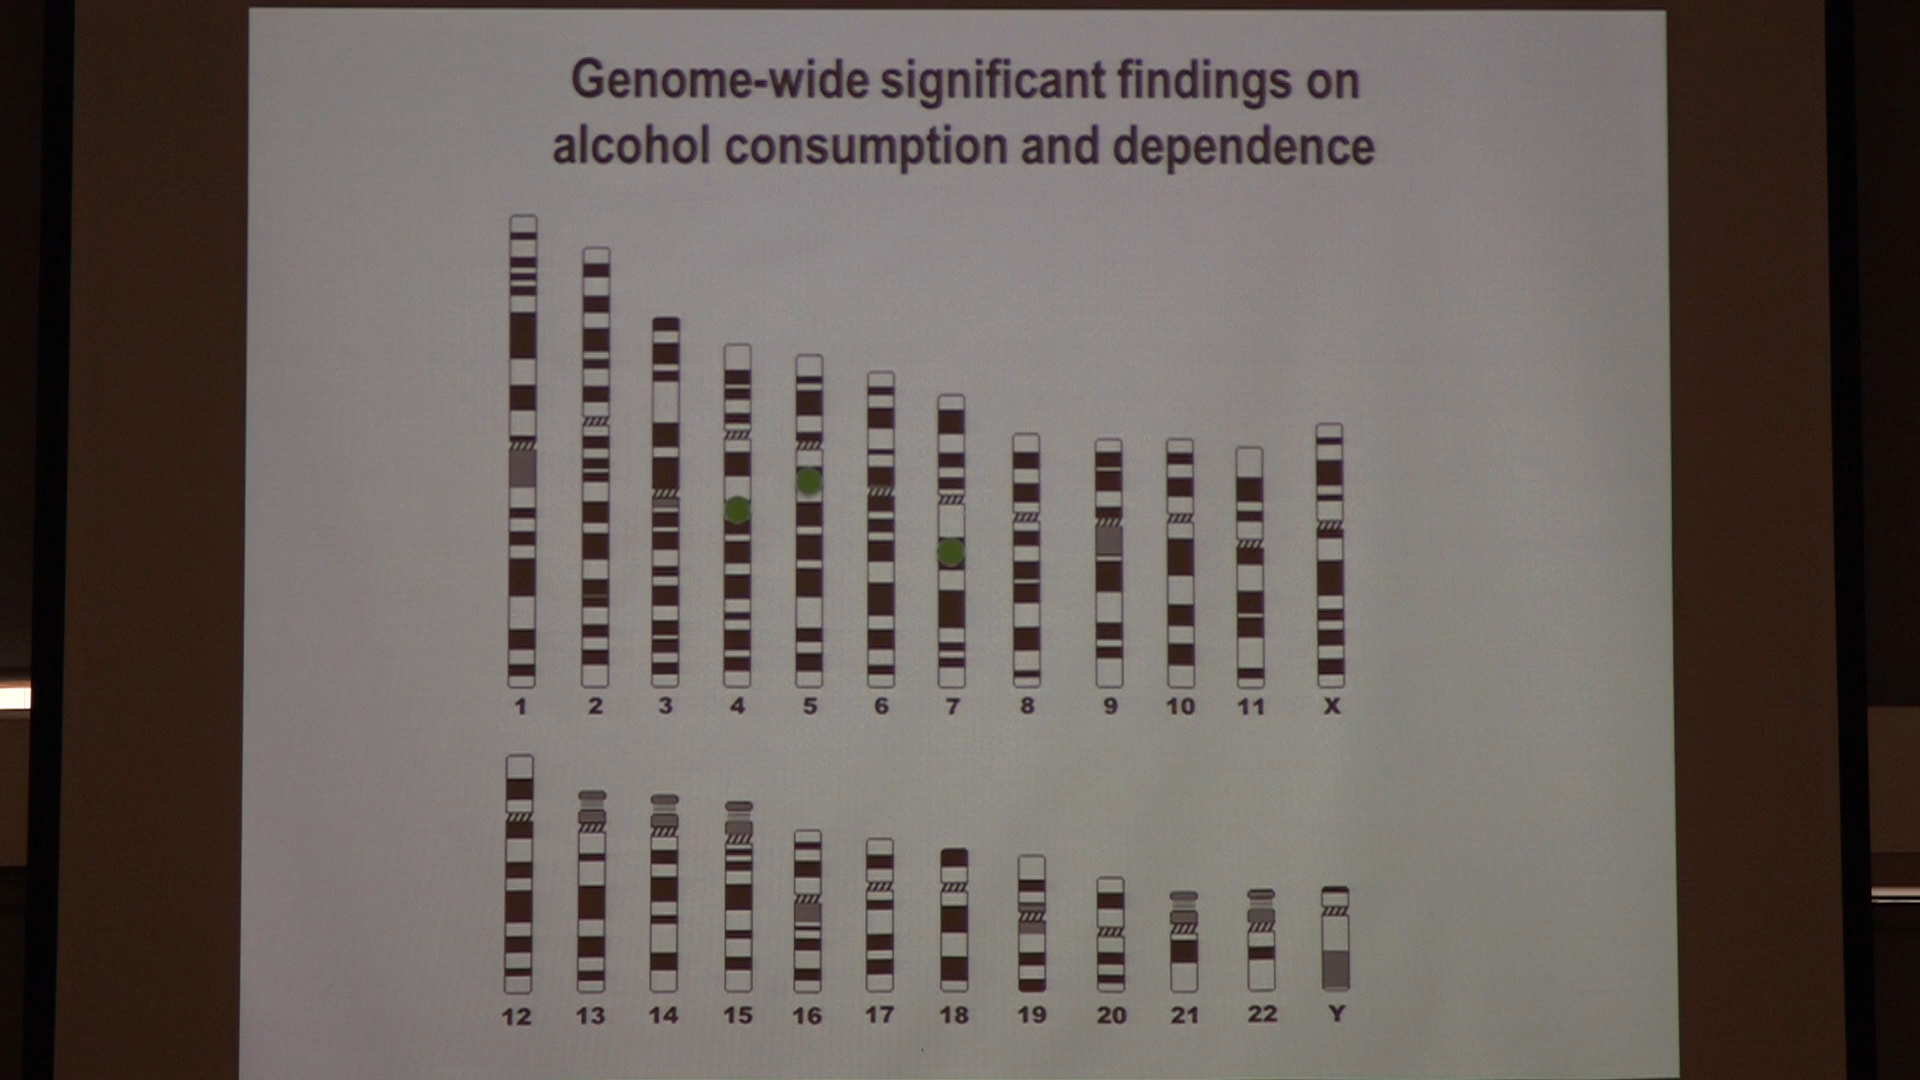 Genome-wide significant findings on
alcohol consumption and dependence
1 2 3 4 5 6 7 8 9 10 11 X
12 13 14 15 16 17 18 19 20 21 22 Y